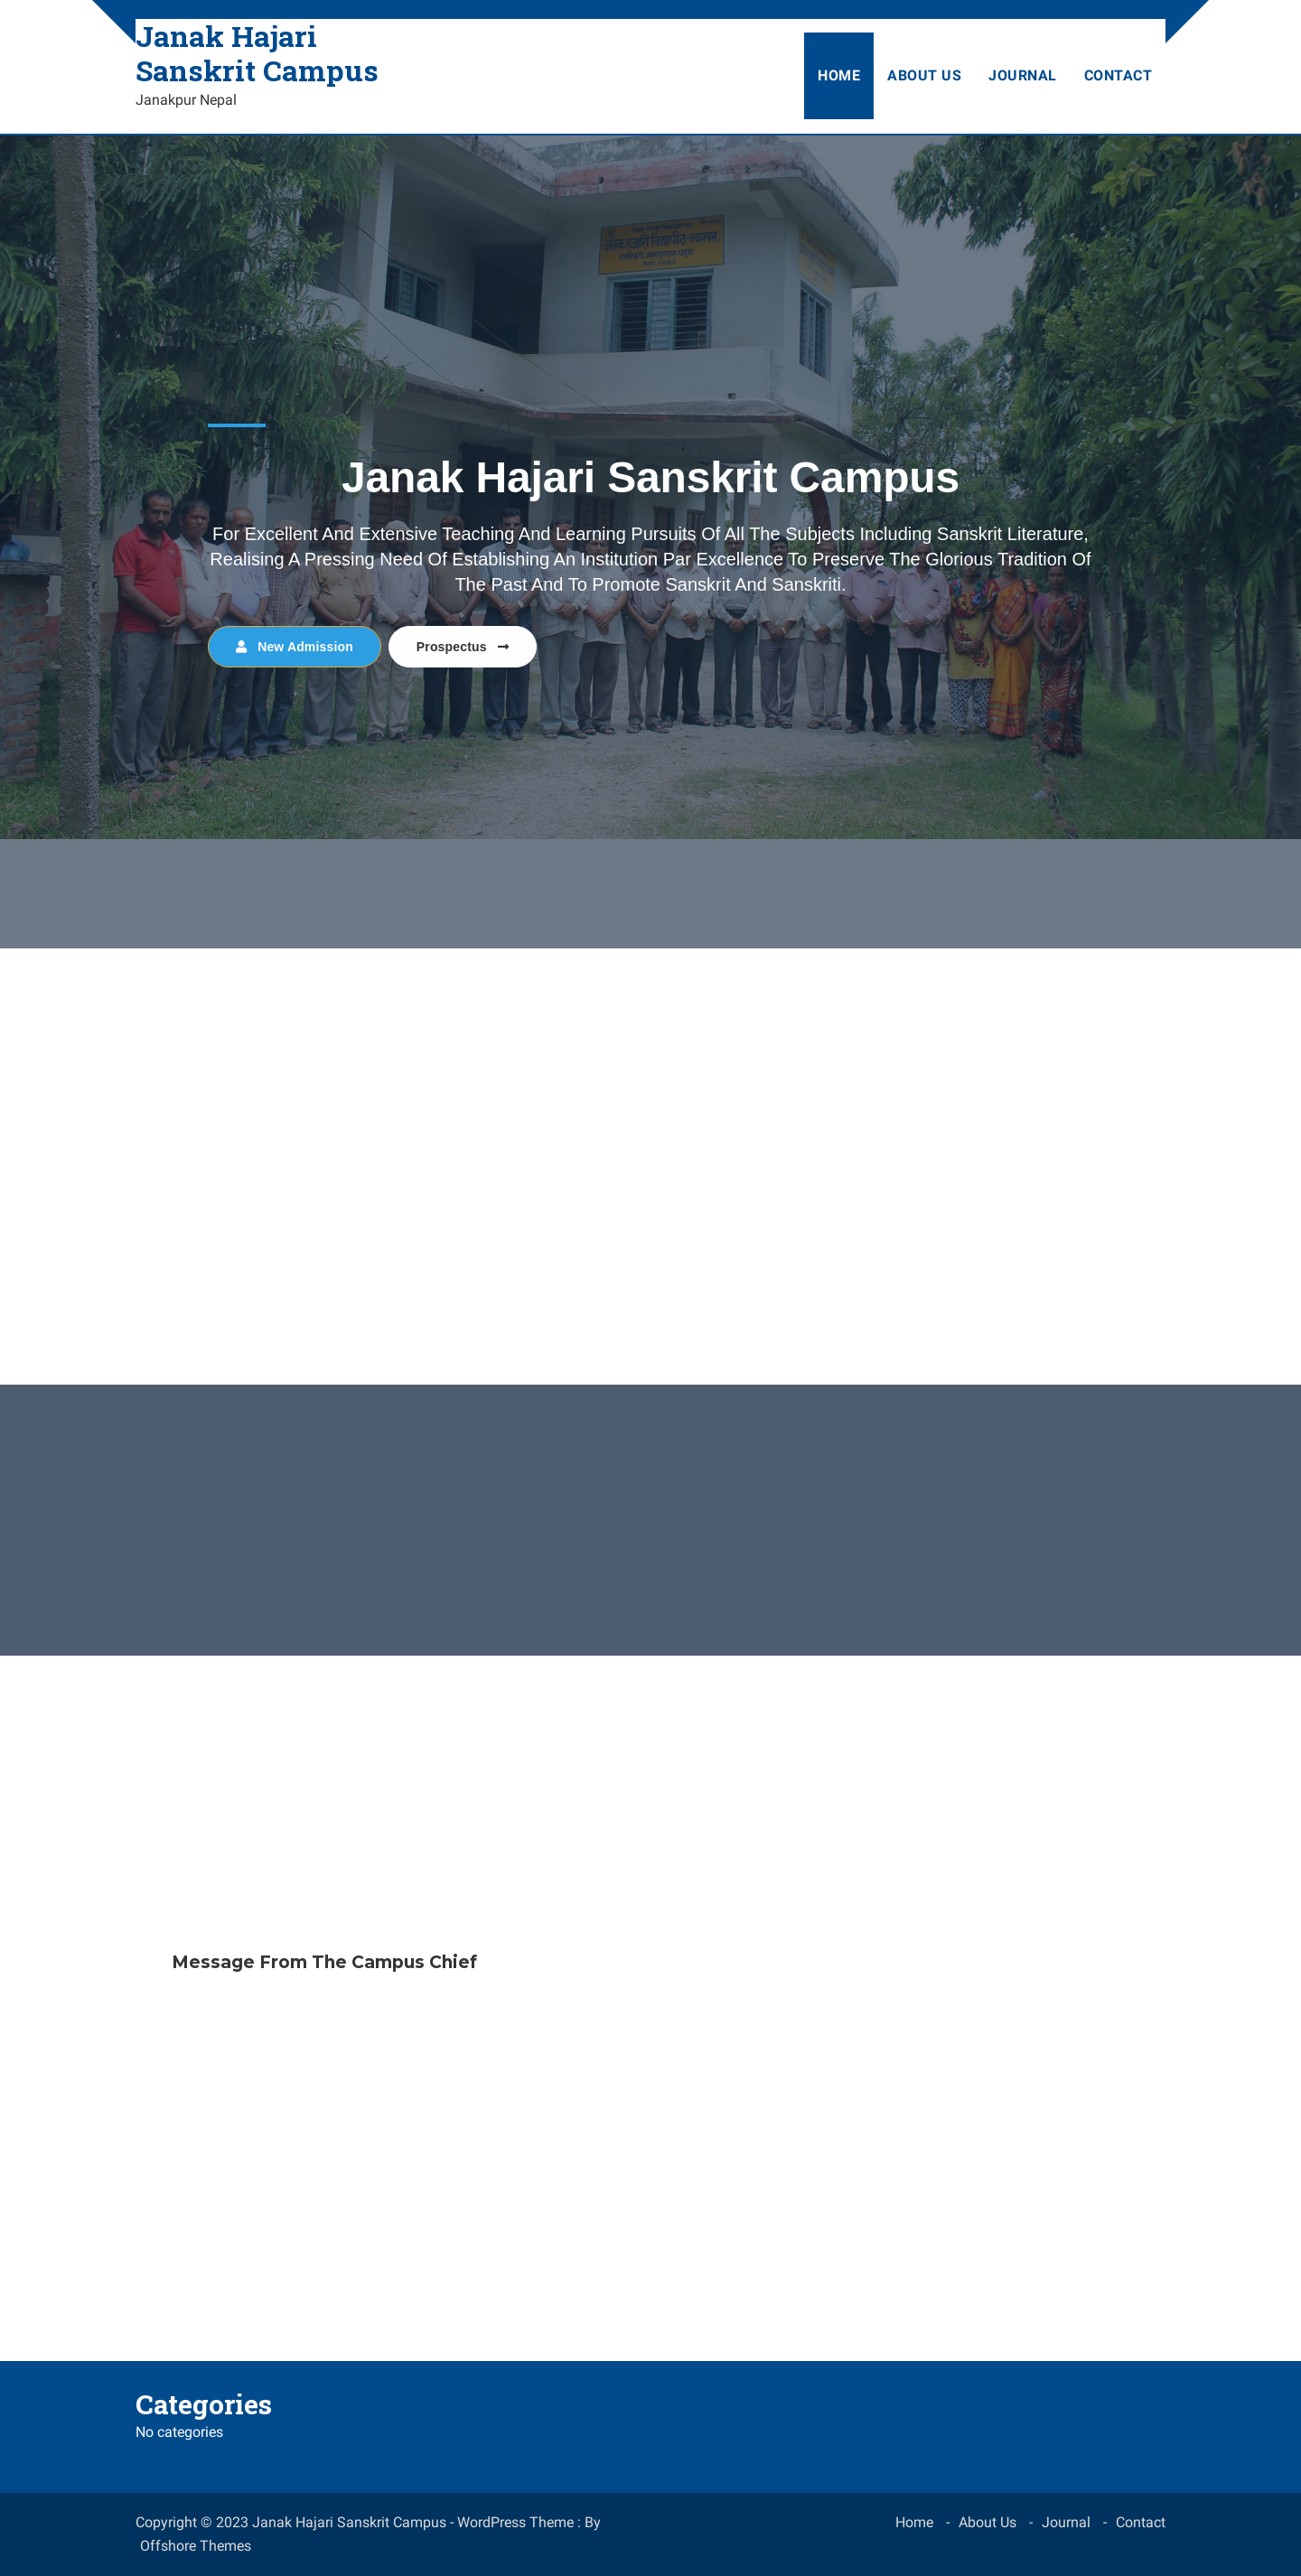 Janak Hajari
Sanskrit Campus
Janakpur Nepal
HOME ABOUT US JOURNAL CONTACT
जनक हजारी विद्यापीठ
Janak Hajari Sanskrit Campus
For Excellent And Extensive Teaching And Learning Pursuits Of All The Subjects Including Sanskrit Literature,
Realising A Pressing Need Of Establishing An Institution Par Excellence To Preserve The Glorious Tradition Of
The Past And To Promote Sanskrit And Sanskriti.
New Admission Prospectus
Message From The Campus Chief
Categories
No categories
Copyright © 2023 Janak Hajari Sanskrit Campus - WordPress Theme : By
Offshore Themes
Home - About Us - Journal - Contact